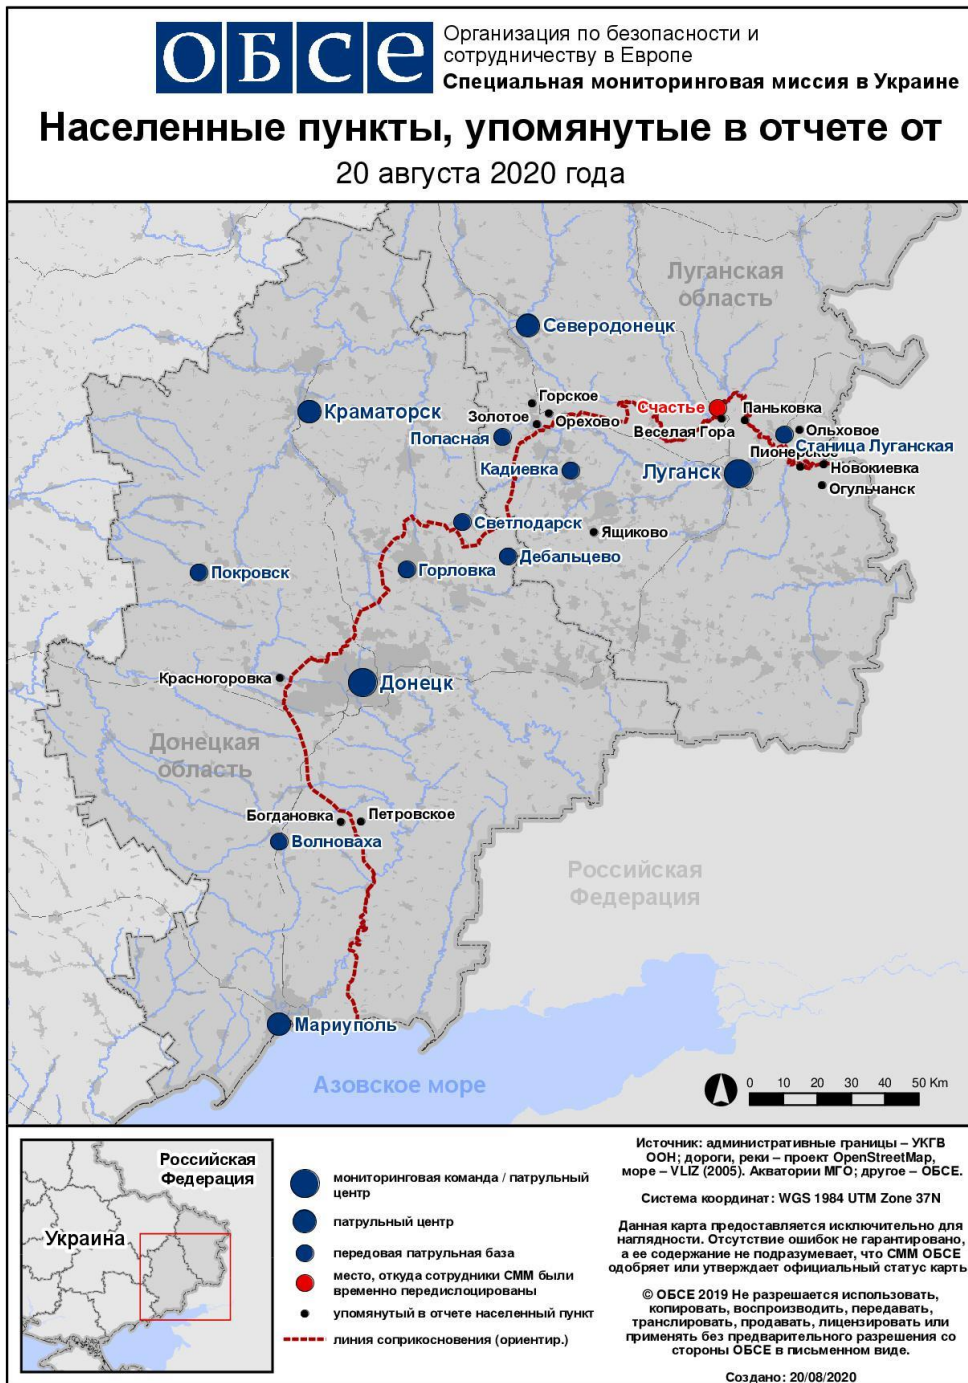 ОБСЕ
Организация по безопасности и
сотрудничеству в Европе
Специальная мониторинговая миссия в Украине
Населенные пункты, упомянутые в отчете от
20 августа 2020 года
Луганская
область
Северодонецк
Горское
Краматорск
Золотое
Орехово
Счастье
Паньковка
Попасная
Веселая Гора
Ольховое
Станица Луганская
Пионерское
Кадиевка
Луганск
Новокиевка
Огульчанск
Светлодарск
Ящиково
Дебальцево
Покровск
Горловка
Красногоровка
Донецк
Донецкая
область
Богдановка
Петровское
Волноваха
Российская
Федерация
Мариуполь
Азовское море
0 10 20 30 40 50 Km
Российская
Федерация
Украина
мониторинговая команда / патрульный
центр
патрульный центр
передовая патрульная база
место, откуда сотрудники СММ были
временно передислоцированы
упомянутый в отчете населенный пункт
линия соприкосновения (ориентир.)
Источник: административные границы – УКГВ
ООН; дороги, реки – проект OpenStreetMap,
море – VLIZ (2005). Акватории МГО; другое – ОБСЕ.
Система координат: WGS 1984 UTM Zone 37N
Данная карта предоставляется исключительно для
наглядности. Отсутствие ошибок не гарантировано,
а ее содержание не подразумевает, что СММ ОБСЕ
одобряет или утверждает официальный статус карты
© ОБСЕ 2019 Не разрешается использовать,
копировать, воспроизводить, передавать,
транслировать, продавать, лицензировать или
применять без предварительного разрешения со
стороны ОБСЕ в письменном виде.
Создано: 20/08/2020